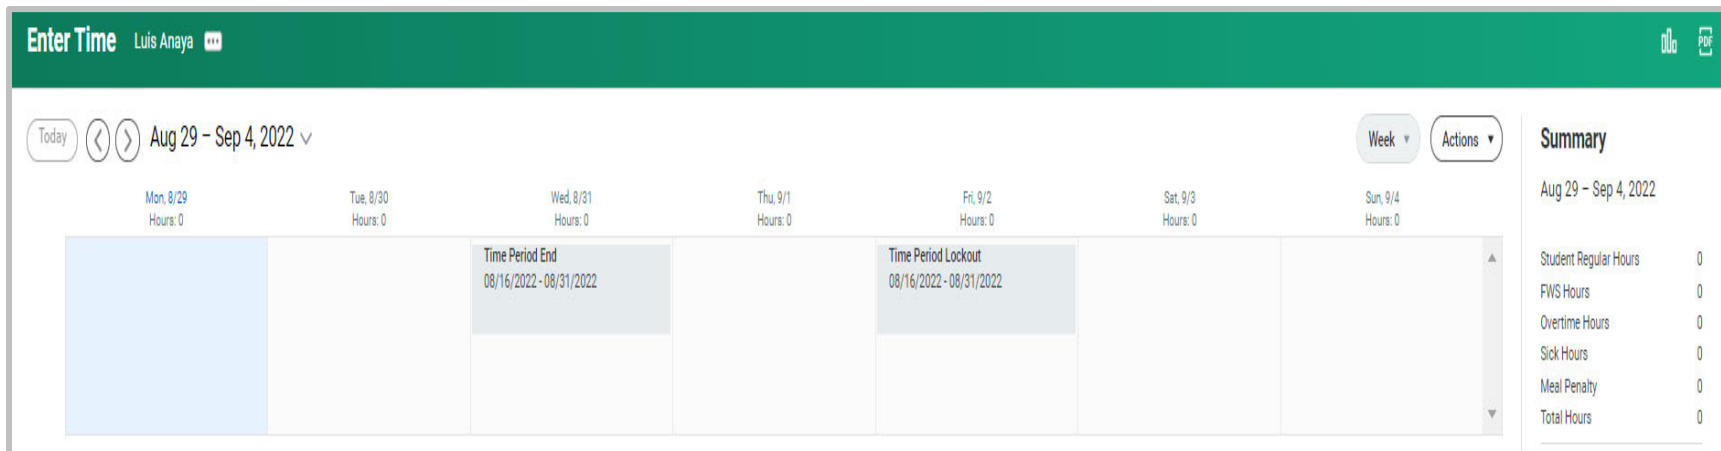 Enter Time Luis Anaya
PDF
Today Aug 29 – Sep 4, 2022 Week Actions
Mon, 8/29 Tue, 8/30 Wed, 8/31 Thu, 9/1 Fri, 9/2 Sat, 9/3 Sun, 9/4
Hours: 0 Hours: 0 Hours: 0 Hours: 0 Hours: 0 Hours: 0 Hours: 0
Time Period End Time Period Lockout
08/16/2022 - 08/31/2022 08/16/2022 - 08/31/2022
Summary
Aug 29 – Sep 4, 2022
Student Regular Hours 0
FWS Hours 0
Overtime Hours 0
Sick Hours 0
Meal Penalty 0
Total Hours 0